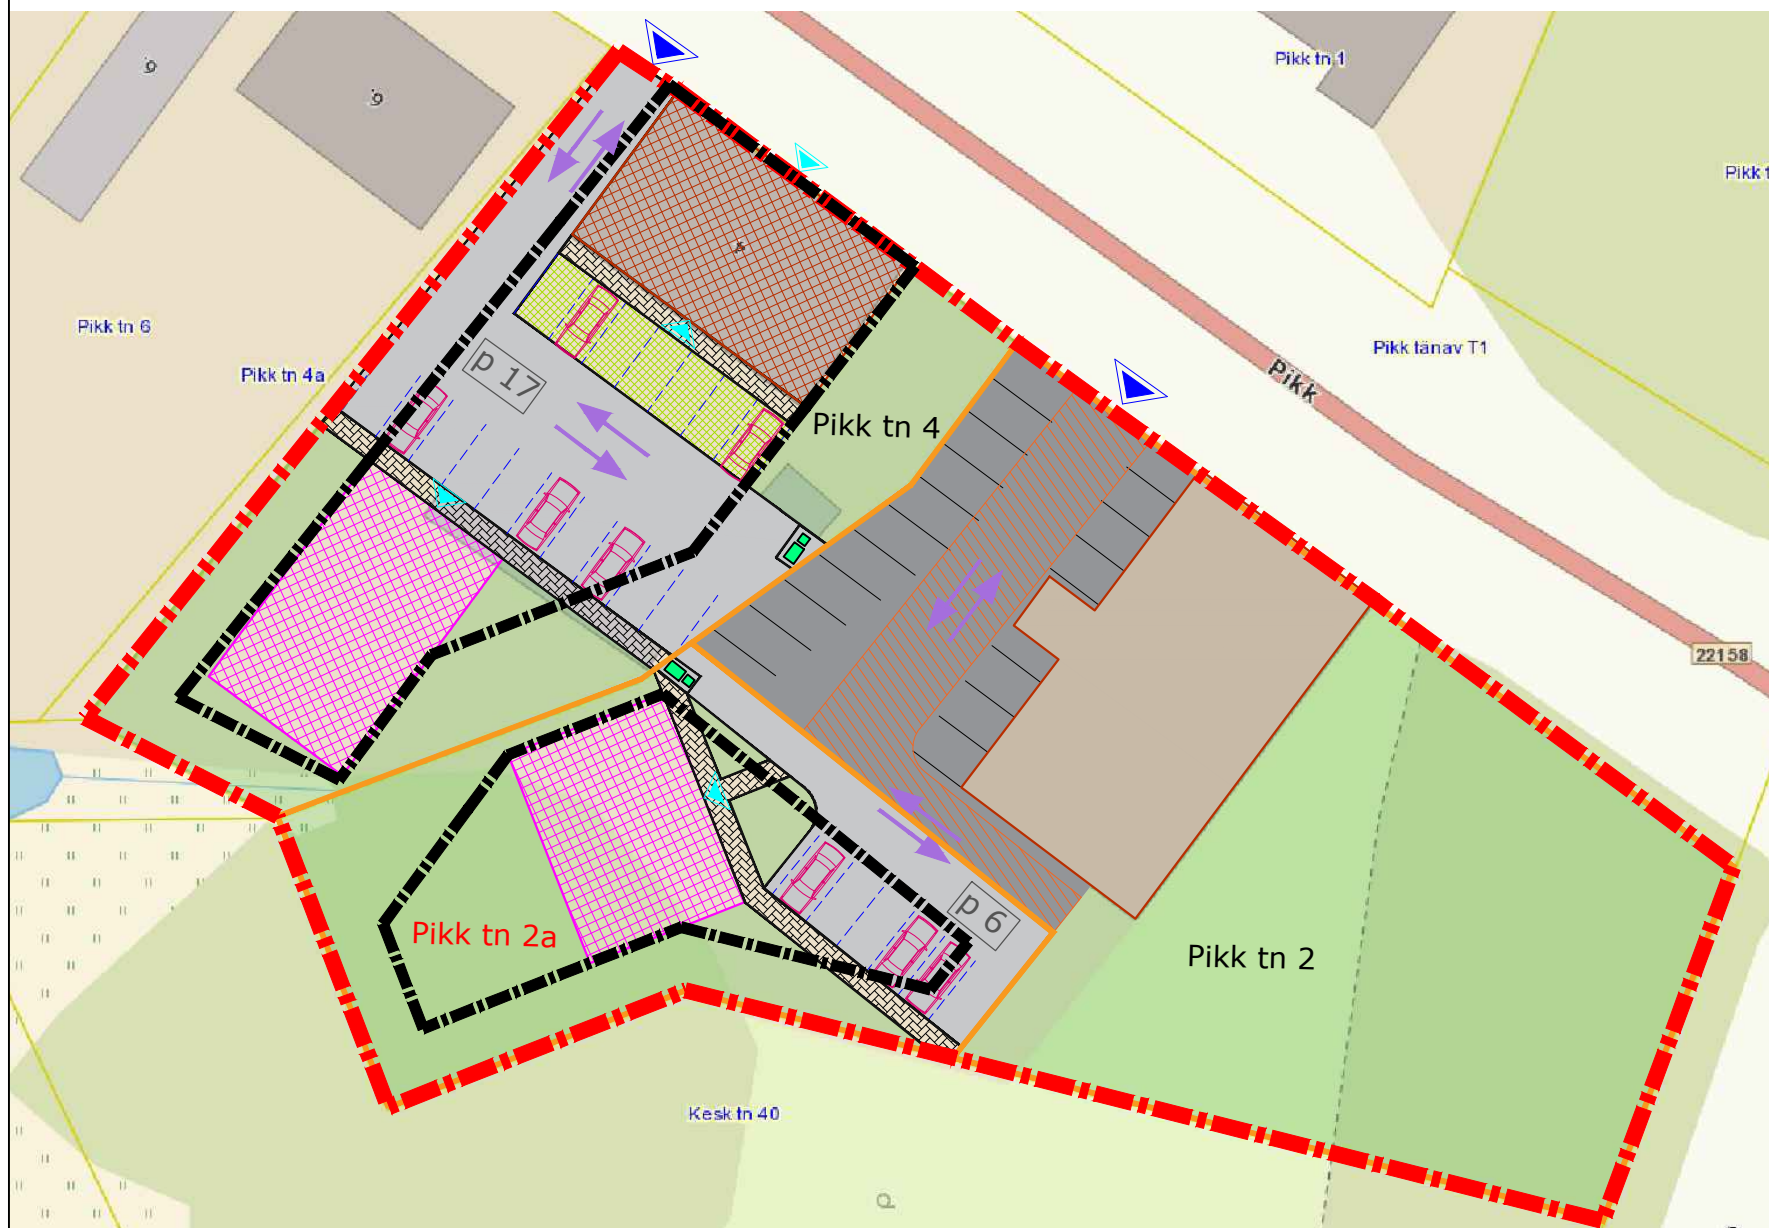 Pikk tn 1
Pikk t
Pikk tn 6
Pikk tn 4a
p 17
Pikk tn 4
Pikk tänav T1
Pikk
22158
p 6
Pikk tn 2a
Pikk tn 2
Kesk tn 40